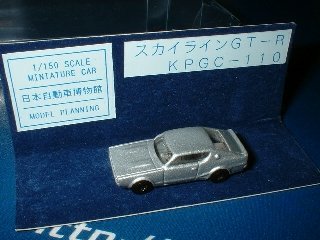 1/150 SCALE
MINIATURE CAR
日本自動車博物館
MODEL PLANNING
スカイラインGT-R
KPGC-110
http://